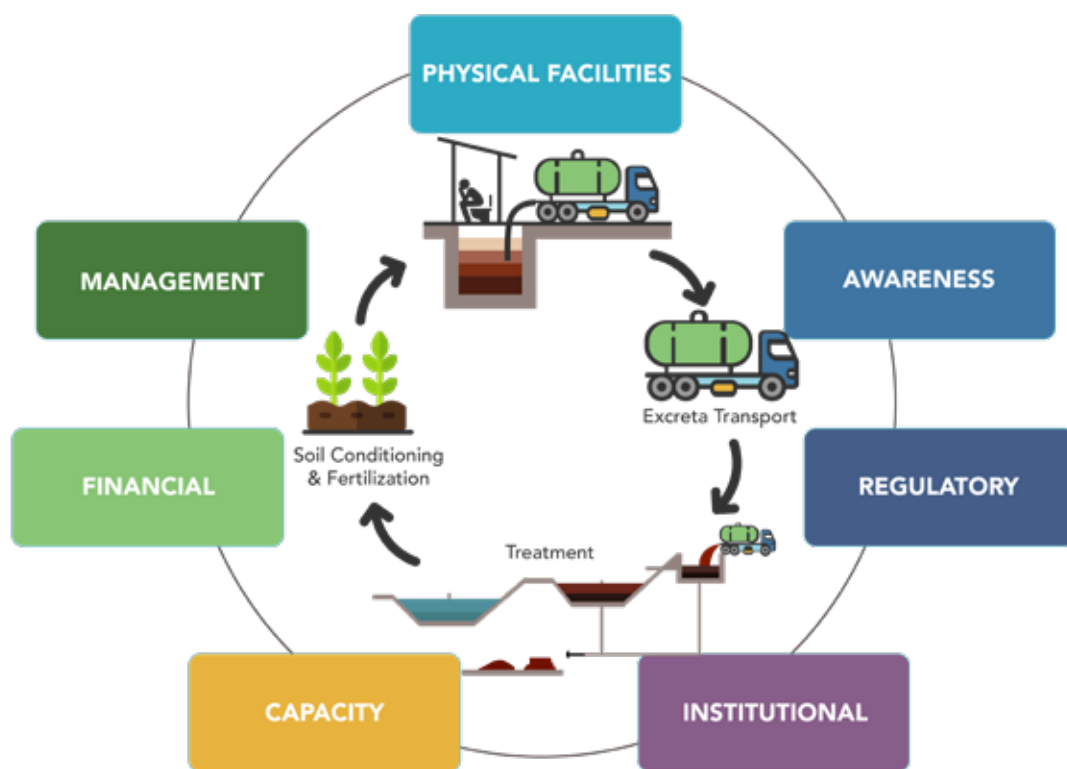 PHYSICAL FACILITIES
MANAGEMENT
AWARENESS
Excreta Transport
Soil Conditioning
& Fertilization
FINANCIAL
REGULATORY
Treatment
CAPACITY
INSTITUTIONAL